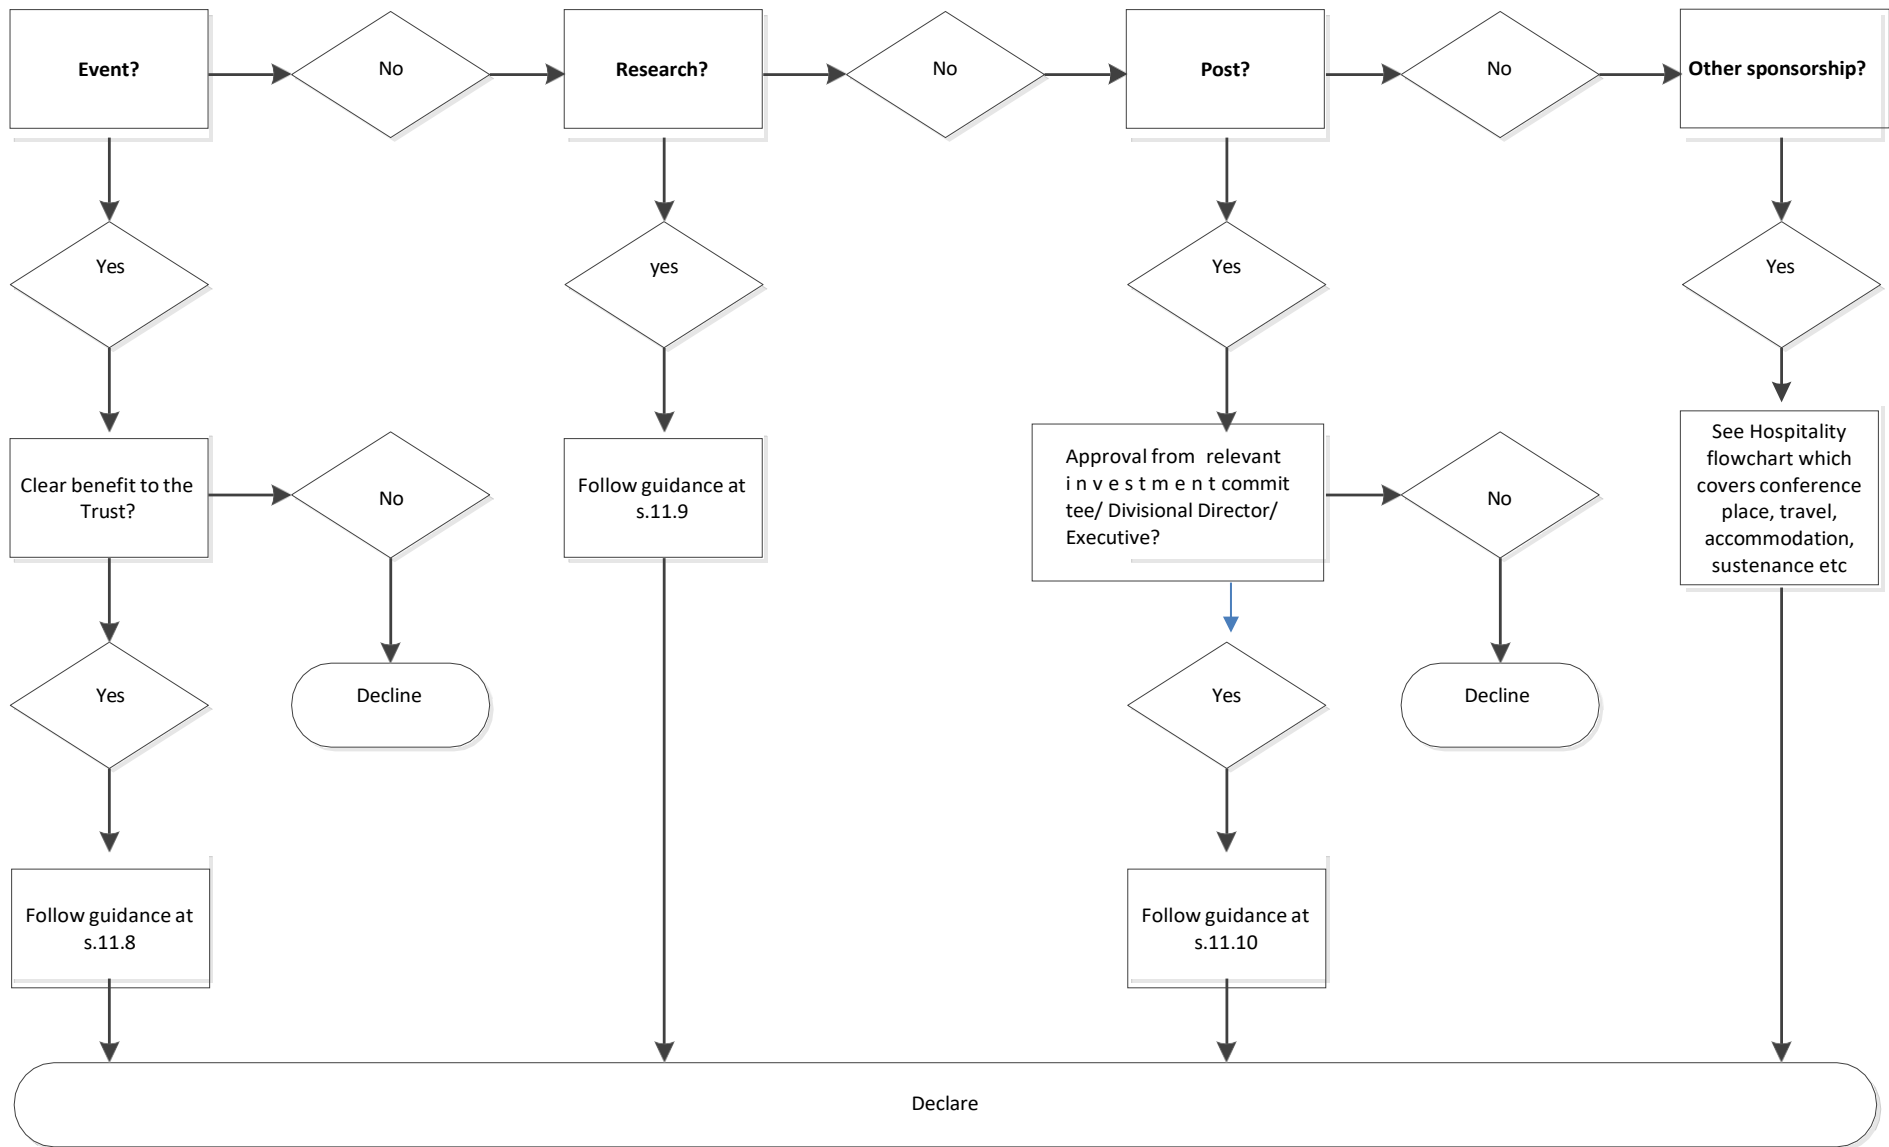 Event?
No
Research?
No
Post?
No
Other sponsorship?
Yes
yes
Yes
Yes
Clear benefit to the
Trust?
No
Follow guidance at
s.11.9
Approval from relevant
i n v e s t m e n t commit
tee/ Divisional Director/
Executive?
No
See Hospitality
flowchart which
covers conference
place, travel,
accommodation,
sustenance etc
Yes
Decline
Yes
Decline
Follow guidance at
s.11.8
Follow guidance at
s.11.10
Declare